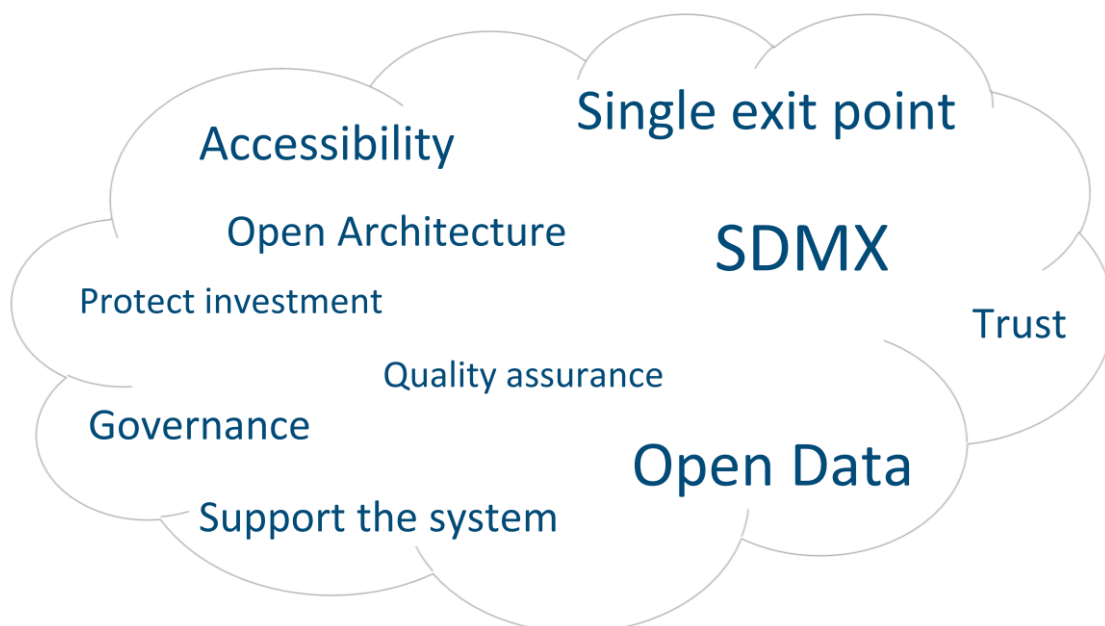 Single exit point
Accessibility
Open Architecture
SDMX
Protect investment
Trust
Quality assurance
Governance
Open Data
Support the system